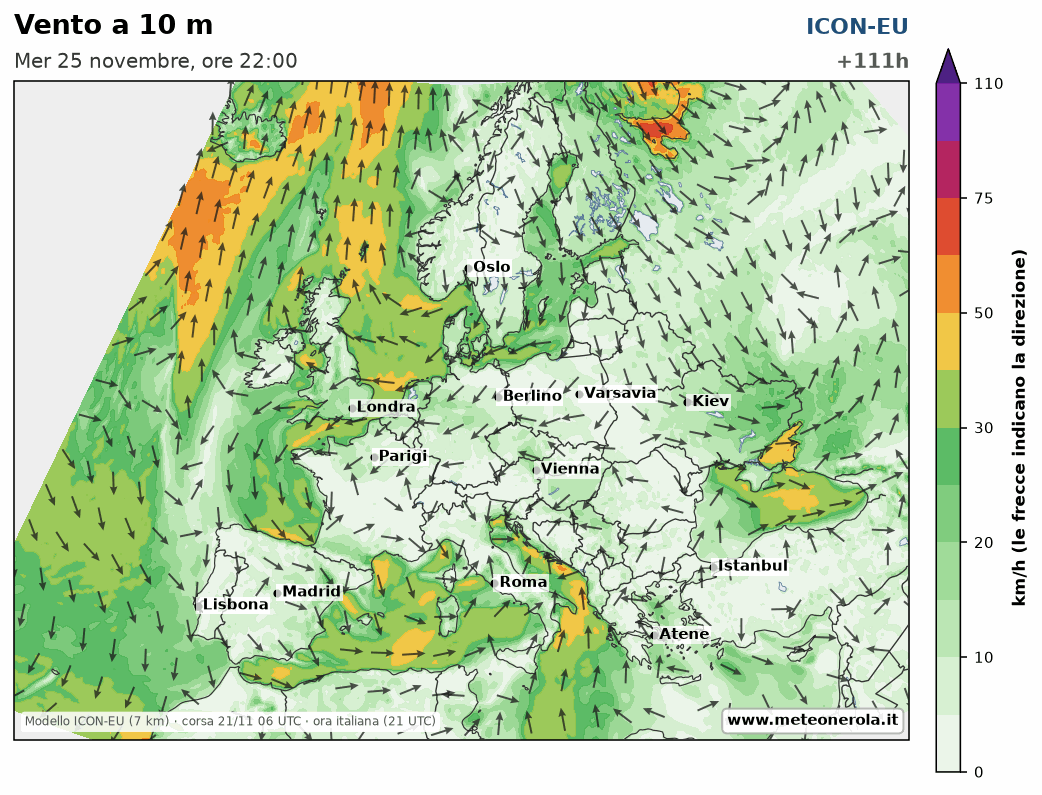 Vento a 10 m
ICON-EU
Mer 25 novembre, ore 22:00
+111h
Oslo
Berlino
Varsavia
Kiev
Londra
Parigi
Vienna
Istanbul
Roma
Madrid
Lisbona
Atene
Modello ICON-EU (7 km) · corsa 21/11 06 UTC · ora italiana (21 UTC)
www.meteonerola.it
110
75
50
30
20
10
0
km/h (le frecce indicano la direzione)